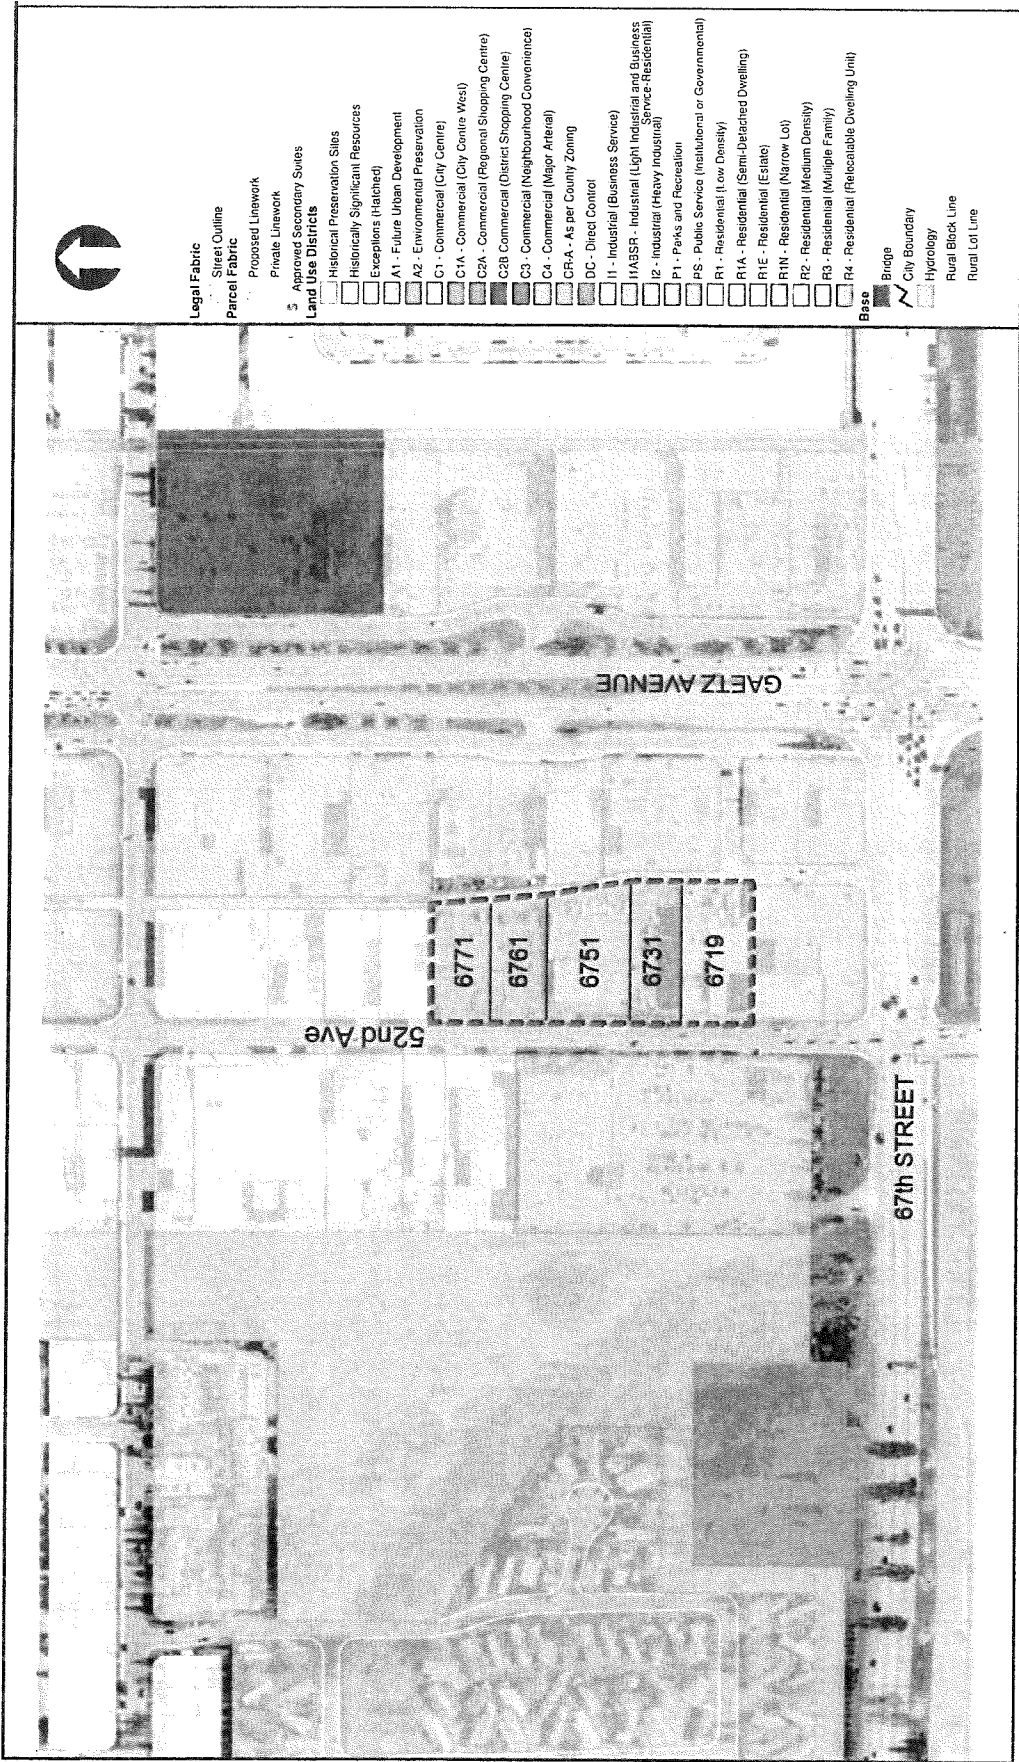 Legal Fabric
Street Outline
Parcel Fabric
Proposed Linework
Private Linework
S Approved Secondary Suites
Land Use Districts
Historical Preservation Sites
Historically Significant Resources
Exceptions (Hatched)
A1 - Future Urban Development
A2 - Environmental Preservation
C1 - Commercial (City Centre)
C1A - Commercial (City Centre West)
C2A - Commercial (Regional Shopping Centre)
C2B Commercial (District Shopping Centre)
C3 - Commercial (Neighbourhood Convenience)
C4 - Commercial (Major Arterial)
CR-A - As per County Zoning
DC - Direct Control
I1 - Industrial (Business Service)
I1ABSR - Industrial (Light Industrial and Business
Service-Residential)
I2 - Industrial (Heavy Industrial)
P1 - Parks and Recreation
PS - Public Service (Institutional or Governmental)
R1 - Residential (Low Density)
R1A - Residential (Semi-Detached Dwelling)
R1E - Residential (Estate)
R1N - Residential (Narrow Lot)
R2 - Residential (Medium Density)
R3 - Residential (Multiple Family)
R4 - Residential (Relocatable Dwelling Unit)
Base
Bridge
City Boundary
Hydrology
Rural Block Line
Rural Lot Line
GAETZ AVENUE
52nd Ave
6771
6761
6751
6731
6719
67th STREET